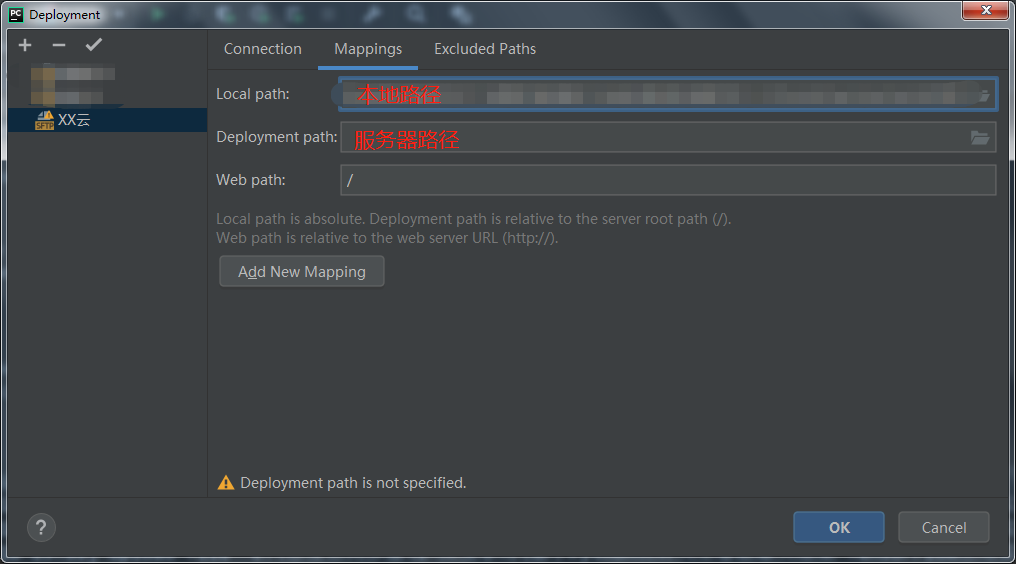 PC Deployment
XX云
SFTP
Connection Mappings Excluded Paths
Local path: 本地路径
Deployment path: 服务器路径
Web path: /
Local path is absolute. Deployment path is relative to the server root path (/).
Web path is relative to the web server URL (http://).
Add New Mapping
Deployment path is not specified.
? OK Cancel